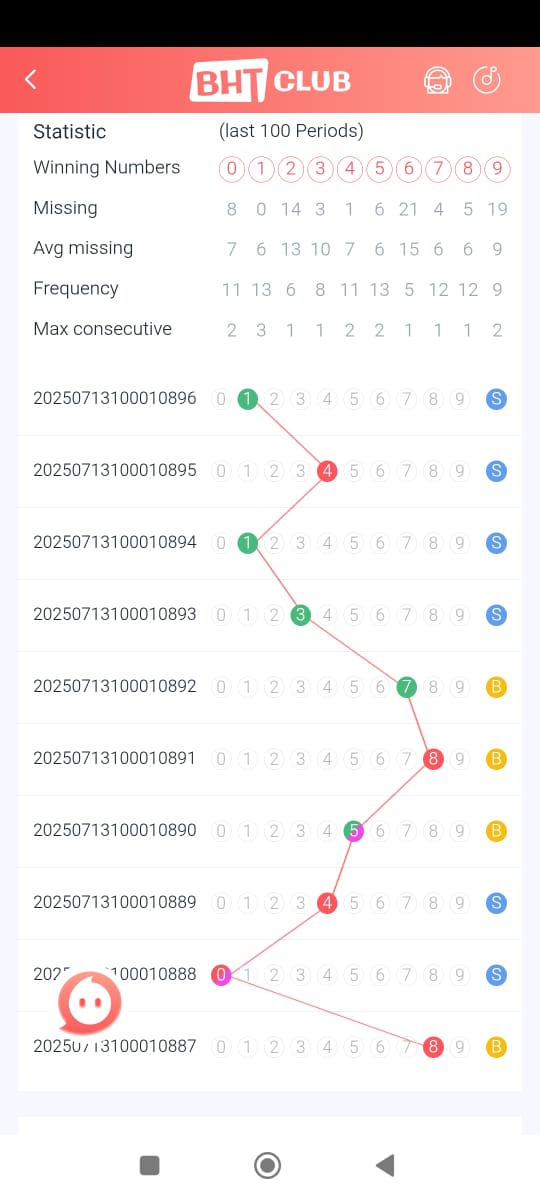 BHT CLUB
Statistic (last 100 Periods)
Winning Numbers 0 1 2 3 4 5 6 7 8 9
Missing 8 0 14 3 1 6 21 4 5 19
Avg missing 7 6 13 10 7 6 15 6 6 9
Frequency 11 13 6 8 11 13 5 12 12 9
Max consecutive 2 3 1 1 2 2 1 1 1 2
20250713100010896 0 1 2 3 4 5 6 7 8 9 S
20250713100010895 0 1 2 3 4 5 6 7 8 9 S
20250713100010894 0 1 2 3 4 5 6 7 8 9 S
20250713100010893 0 1 2 3 4 5 6 7 8 9 S
20250713100010892 0 1 2 3 4 5 6 7 8 9 B
20250713100010891 0 1 2 3 4 5 6 7 8 9 B
20250713100010890 0 1 2 3 4 5 6 7 8 9 B
20250713100010889 0 1 2 3 4 5 6 7 8 9 S
0 1 2 3 4 5 6 7 8 9 S
20250713100010887 0 1 2 3 4 5 6 7 8 9 B